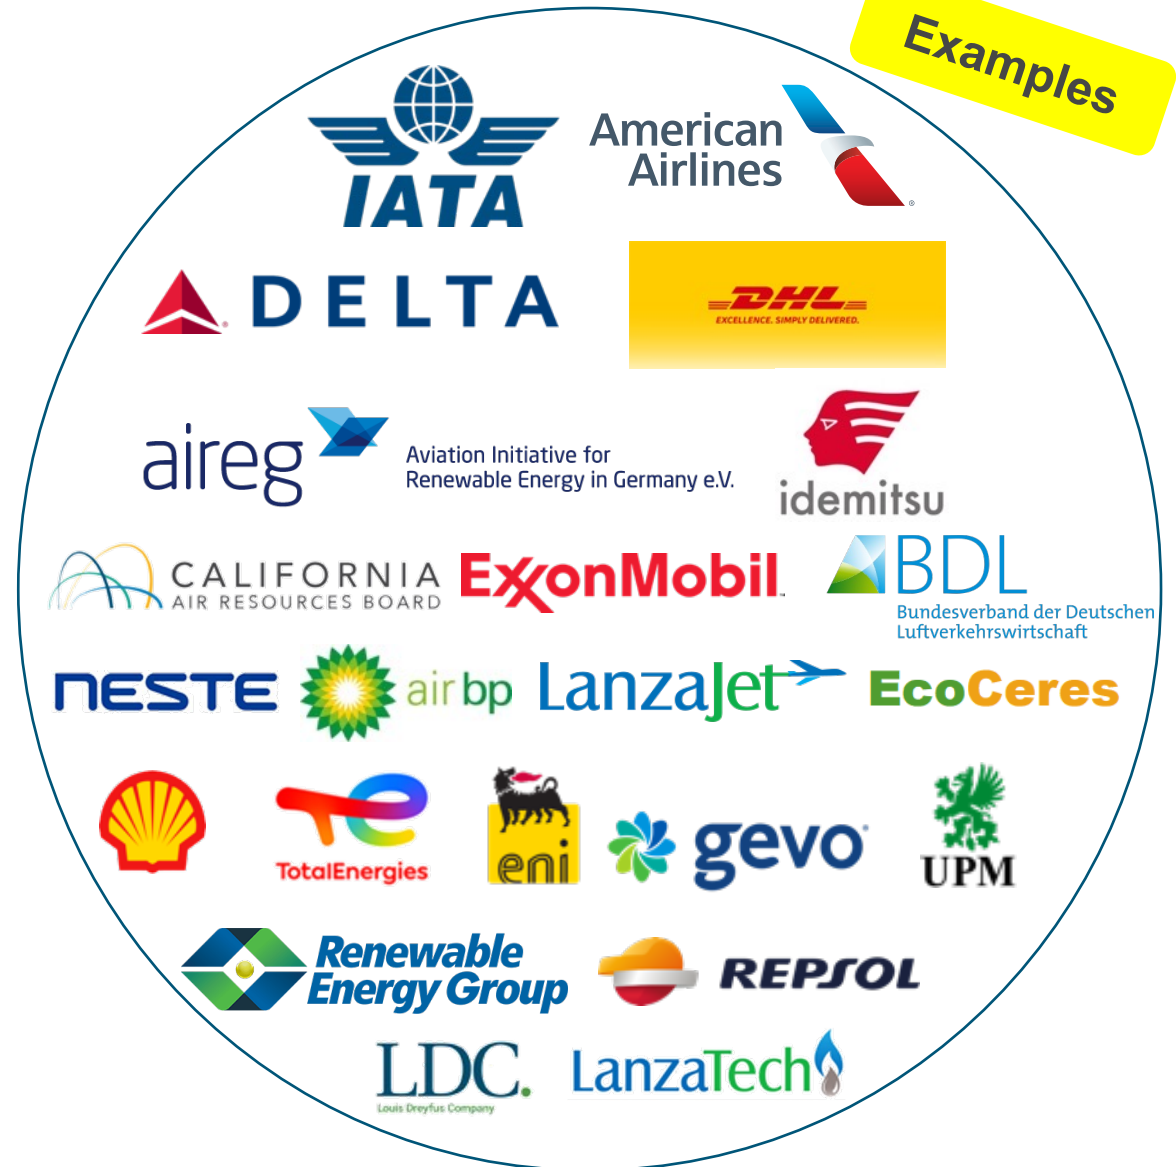 Examples
IATA
American
Airlines
®
DELTA
DHL
EXCELLENCE. SIMPLY DELIVERED.
aireg
Aviation Initiative for
Renewable Energy in Germany e.V.
idemitsu
CALIFORNIA
AIR RESOURCES BOARD
ExxonMobil
BDL
Bundesverband der Deutschen
Luftverkehrswirtschaft
NESTE
air bp
LanzaJet
EcoCeres
TotalEnergies
eni
gevo
UPM
Renewable
Energy Group
REPSOL
LDC.
Louis Dreyfus Company
LanzaTech